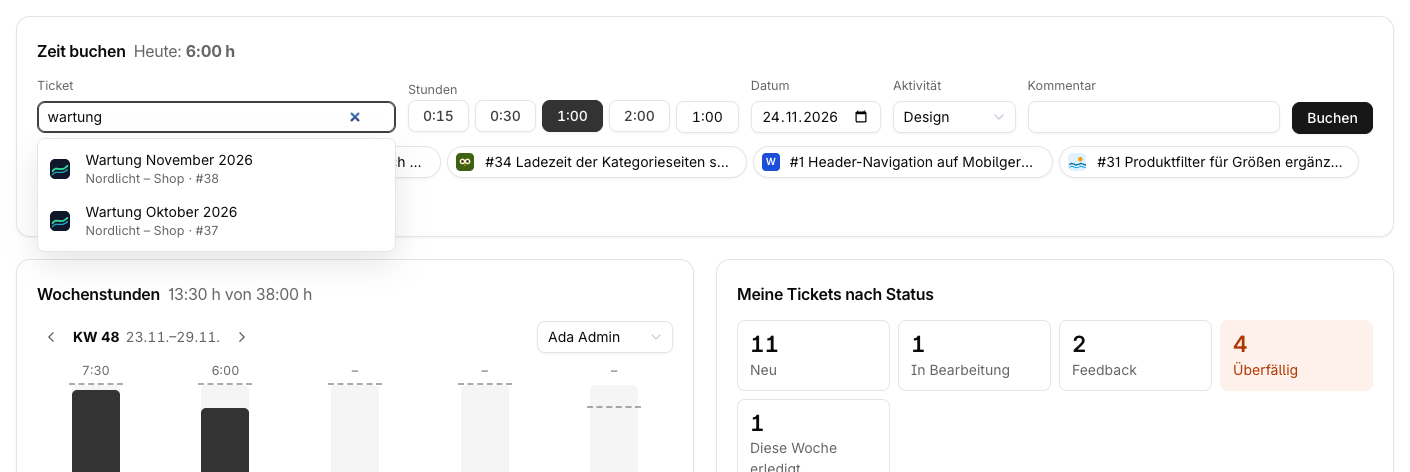 Zeit buchen Heute: 6:00 h
Ticket Stunden Datum Aktivität Kommentar
wartung 0:15 0:30 1:00 2:00 1:00 24.11.2026 Design Buchen
ch ... #34 Ladezeit der Kategorieseiten s... W #1 Header-Navigation auf Mobilger... #31 Produktfilter für Größen ergänz...
Wartung November 2026
Nordlicht – Shop · #38
Wartung Oktober 2026
Nordlicht – Shop · #37
Wochenstunden 13:30 h von 38:00 h
KW 48 23.11.–29.11. Ada Admin
7:30 6:00 – – –
Meine Tickets nach Status
11 1 2 4
Neu In Bearbeitung Feedback Überfällig
1
Diese Woche
erledigt